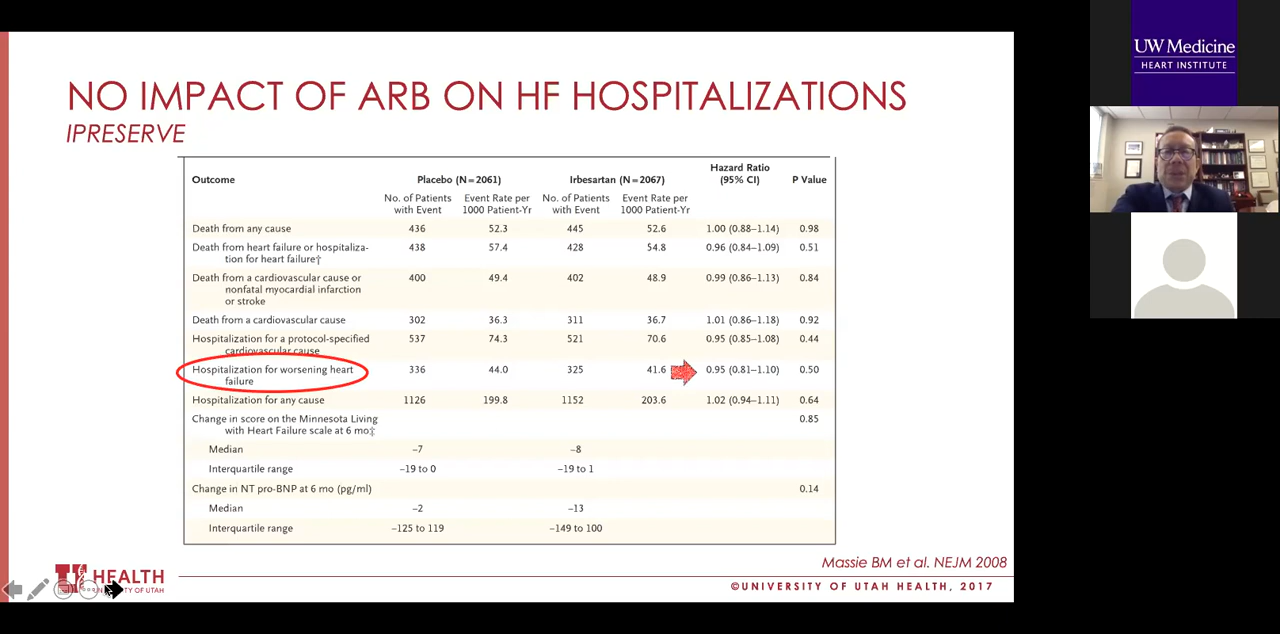 NO IMPACT OF ARB ON HF HOSPITALIZATIONS
IPRESERVE
Outcome Placebo (N=2061) Irbesartan (N=2067) Hazard Ratio (95% CI) P Value
No. of Patients with Event Event Rate per 1000 Patient-Yr No. of Patients with Event Event Rate per 1000 Patient-Yr
Death from any cause 436 52.3 445 52.6 1.00 (0.88–1.14) 0.98
Death from heart failure or hospitaliza- 438 57.4 428 54.8 0.96 (0.84–1.09) 0.51
tion for heart failure†
Death from a cardiovascular cause or 400 49.4 402 48.9 0.99 (0.86–1.13) 0.84
nonfatal myocardial infarction
or stroke
Death from a cardiovascular cause 302 36.3 311 36.7 1.01 (0.86–1.18) 0.92
Hospitalization for a protocol-specified 537 74.3 521 70.6 0.95 (0.85–1.08) 0.44
cardiovascular cause
Hospitalization for worsening heart 336 44.0 325 41.6 0.95 (0.81–1.10) 0.50
failure
Hospitalization for any cause 1126 199.8 1152 203.6 1.02 (0.94–1.11) 0.64
Change in score on the Minnesota Living 0.85
with Heart Failure scale at 6 mo‡
Median –7 –8
Interquartile range –19 to 0 –19 to 1
Change in NT pro-BNP at 6 mo (pg/ml) 0.14
Median –2 –13
Interquartile range –125 to 119 –149 to 100
Massie BM et al. NEJM 2008
HEALTH
OF UTAH
©UNIVERSITY OF UTAH HEALTH, 2017
UW Medicine
HEART INSTITUTE